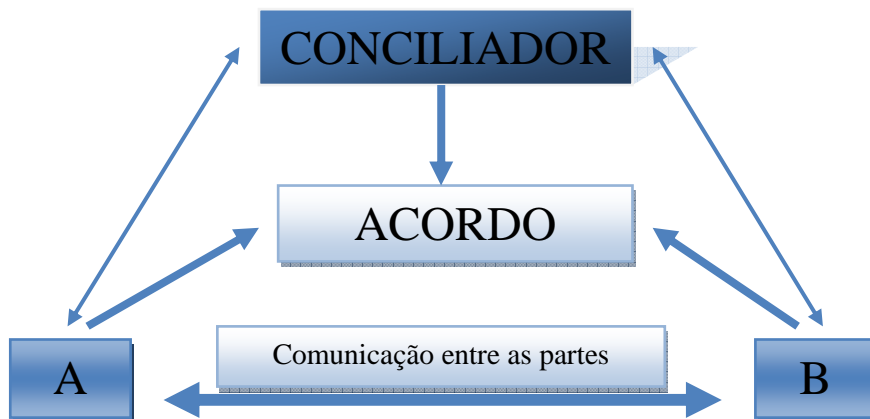 CONCILIADOR
ACORDO
Comunicação entre as partes
A
B